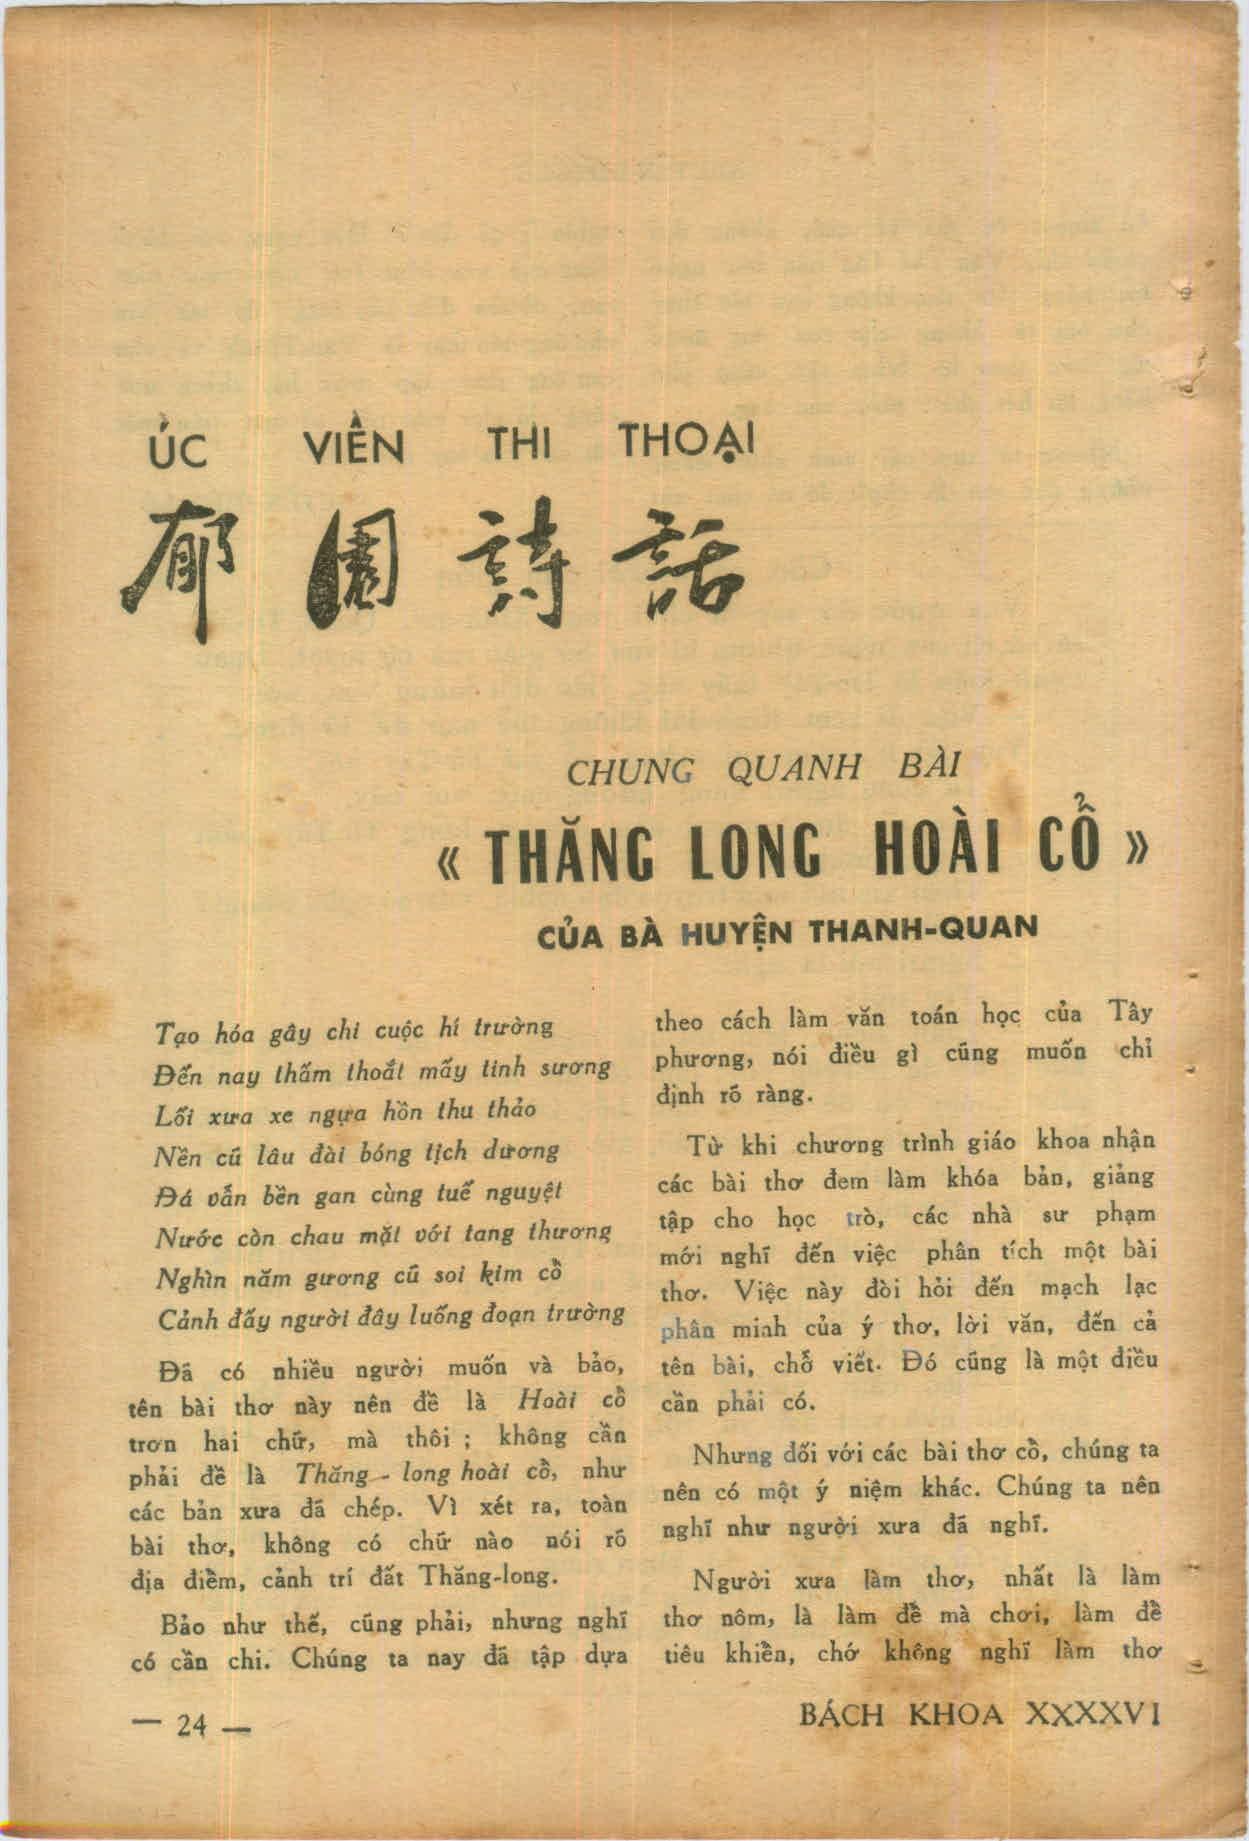 ÚC VIÊN THI THOẠI
郁園詩話
CHUNG QUANH BÀI
« THĂNG LONG HOÀI CỔ »
CỦA BÀ HUYỆN THANH-QUAN
Tạo hóa gây chi cuộc hí trường
Đến nay thấm thoắt mấy tinh sương
Lối xưa xe ngựa hồn thu thảo
Nền cũ lâu đài bóng tịch dương
Đá vẫn bền gan cùng tuế nguyệt
Nước còn chau mặt với tang thương
Nghìn năm gương cũ soi kim cổ
Cảnh đấy người đây luống đoạn trường
Đã có nhiều người muốn và bảo,
tên bài thơ này nên đề là Hoài cổ
trơn hai chữ, mà thôi ; không cần
phải đề là Thăng - long hoài cổ, như
các bản xưa đã chép. Vì xét ra, toàn
bài thơ, không có chữ nào nói rõ
địa điểm, cảnh trí đất Thăng-long.
Bảo như thế, cũng phải, nhưng nghĩ
có cần chi. Chúng ta nay đã tập dựa
theo cách làm văn toán học của Tây
phương, nói điều gì cũng muốn chỉ
định rõ ràng.
Từ khi chương trình giáo khoa nhận
các bài thơ đem làm khóa bản, giảng
tập cho học trò, các nhà sư phạm
mới nghĩ đến việc phân tích một bài
thơ. Việc này đòi hỏi đến mạch lạc
phân minh của ý thơ, lời văn, đến cả
tên bài, chỗ viết. Đó cũng là một điều
cần phải có.
Nhưng đối với các bài thơ cổ, chúng ta
nên có một ý niệm khác. Chúng ta nên
nghĩ như người xưa đã nghĩ.
Người xưa làm thơ, nhất là làm
thơ nôm, là làm để mà chơi, làm để
tiêu khiển, chớ không nghĩ làm thơ
— 24 —
BÁCH KHOA XXXXVI